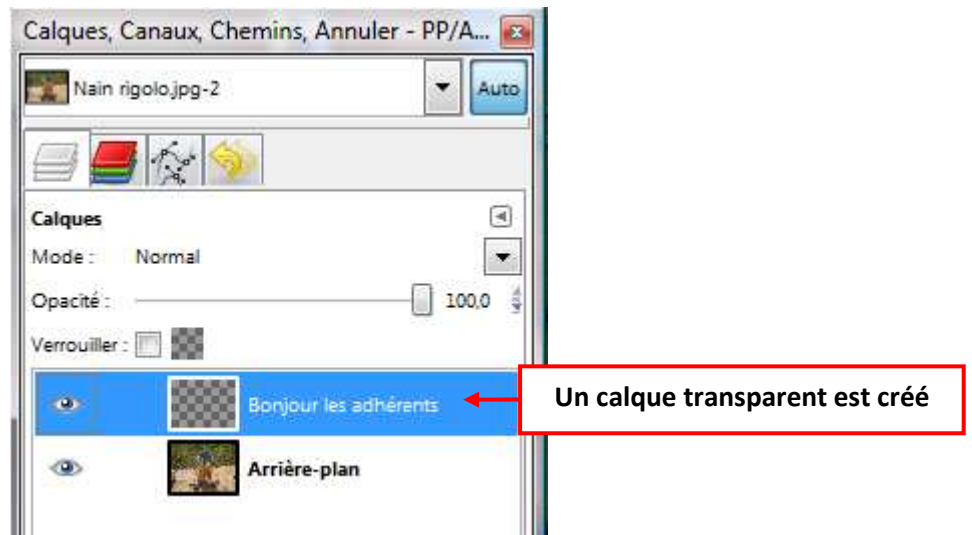 Calques, Canaux, Chemins, Annuler - PP/A...
Nain rigolo.jpg-2
Auto
Calques
Mode : Normal
Opacité : 100,0
Verrouiller :
Bonjour les adhérents
Un calque transparent est créé
Arrière-plan